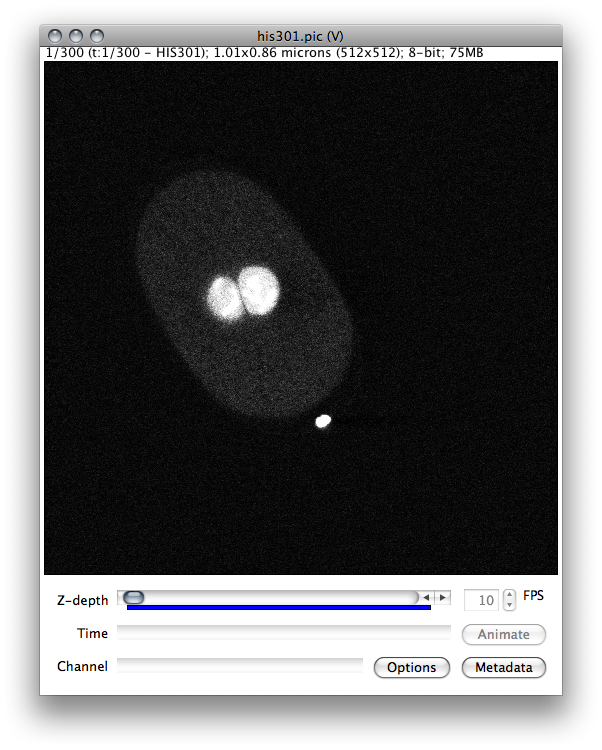 his301.pic (V)
1/300 (t:1/300 - HIS301); 1.01x0.86 microns (512x512); 8-bit; 75MB
Z-depth 10 FPS
Time Animate
Channel Options Metadata